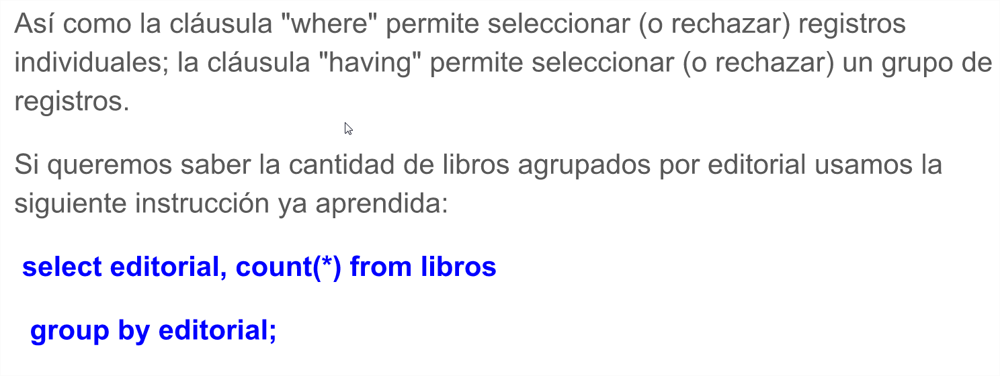 Así como la cláusula "where" permite seleccionar (o rechazar) registros
individuales; la cláusula "having" permite seleccionar (o rechazar) un grupo de
registros.
Si queremos saber la cantidad de libros agrupados por editorial usamos la
siguiente instrucción ya aprendida:
select editorial, count(*) from libros
group by editorial;